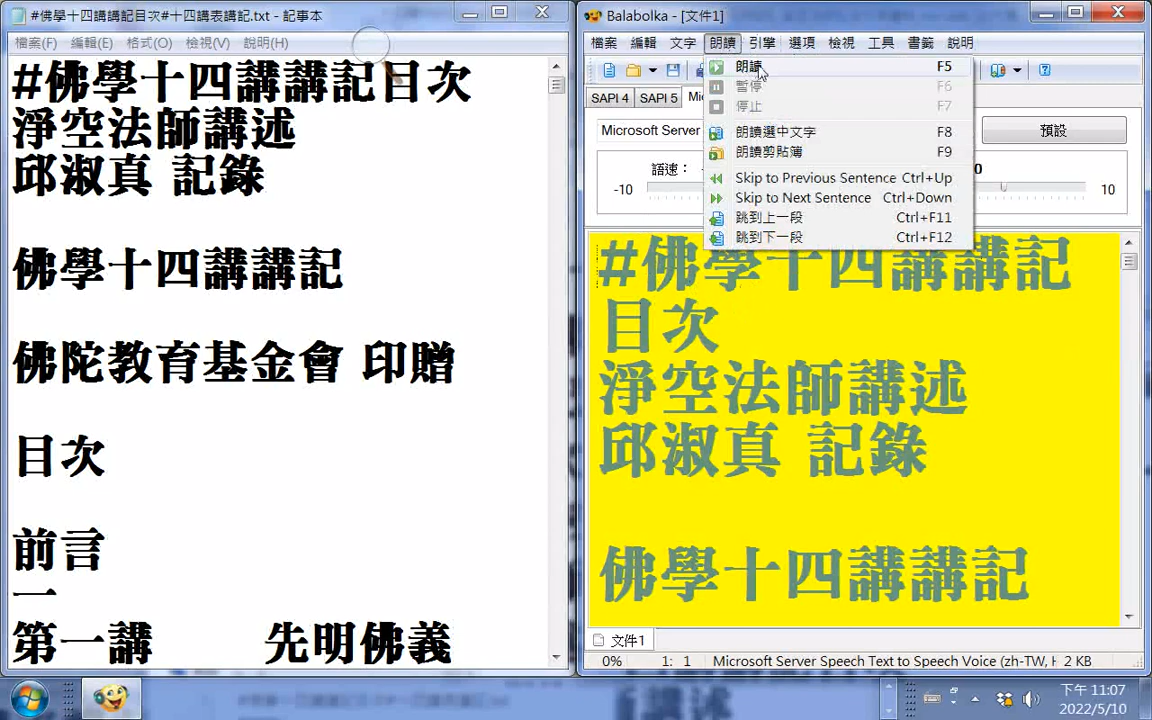 #佛學十四講講記目次#十四講表講記.txt - 記事本
檔案(F) 編輯(E) 格式(O) 檢視(V) 說明(H)
#佛學十四講講記目次
淨空法師講述
邱淑真 記錄
佛學十四講講記
佛陀教育基金會 印贈
目次
前言
一
第一講 先明佛義
Balabolka - [文件1]
檔案 編輯 文字 朗讀 引擎 選項 檢視 工具 書籤 說明
朗讀 F5
暫停 F6
停止 F7
朗讀選中文字 F8
朗讀剪貼簿 F9
Skip to Previous Sentence Ctrl+Up
Skip to Next Sentence Ctrl+Down
跳到上一段 Ctrl+F11
跳到下一段 Ctrl+F12
SAPI 4 SAPI 5
Microsoft Server
預設
語速：
-10
0
10
#佛學十四講講記
目次
淨空法師講述
邱淑真 記錄
佛學十四講講記
文件1
0% 1: 1 Microsoft Server Speech Text to Speech Voice (zh-TW, 2 KB
下午 11:07
2022/5/10